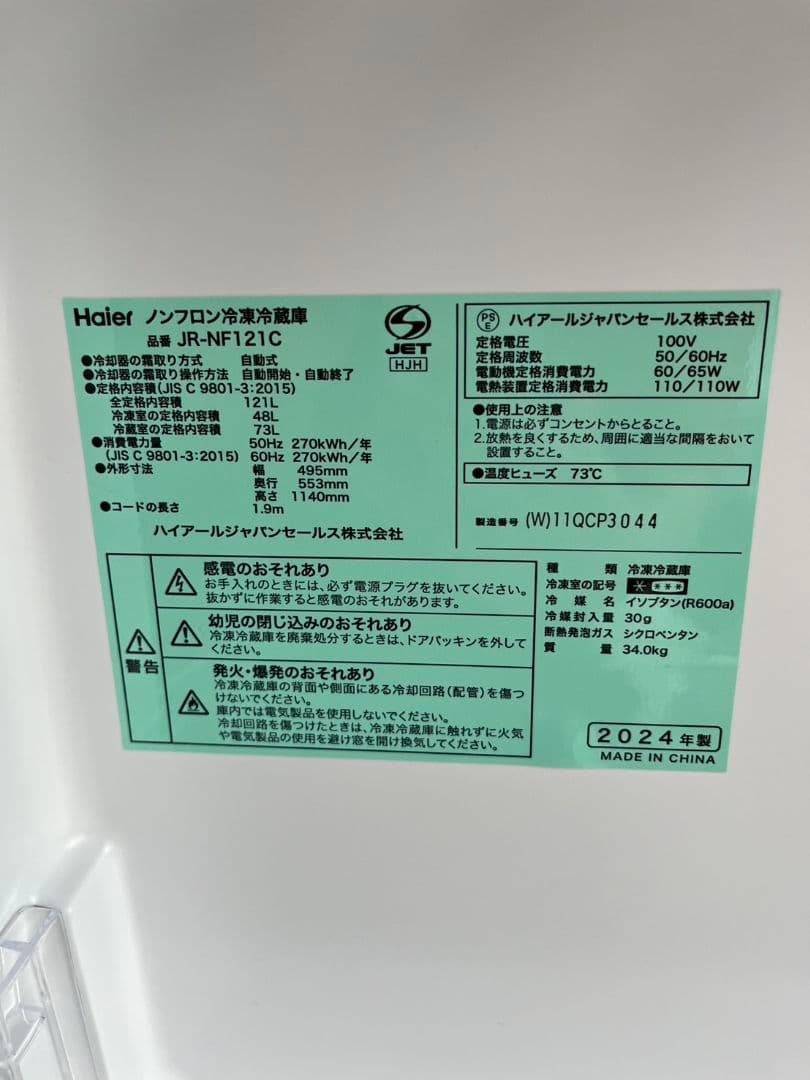 Haier ノンフロン冷凍冷蔵庫
品番 JR-NF121C
●冷却器の霜取り方式 自動式
●冷却器の霜取り操作方法 自動開始・自動終了
●定格内容積(JIS C 9801-3:2015)
全定格内容積 121L
冷凍室の定格内容積 48L
冷蔵室の定格内容積 73L
●消費電力量 50Hz 270kWh/年
(JIS C 9801-3:2015) 60Hz 270kWh/年
●外形寸法 幅 495mm
奥行 553mm
高さ 1140mm
●コードの長さ 1.9m
ハイアールジャパンセールス株式会社
JET
HJH
PSE ハイアールジャパンセールス株式会社
定格電圧 100V
定格周波数 50/60Hz
電動機定格消費電力 60/65W
電熱装置定格消費電力 110/110W
●使用上の注意
1.電源は必ずコンセントからとること。
2.放熱を良くするため、周囲に適当な間隔をおいて
設置すること。
●温度ヒューズ 73℃
製造番号 (W)11QCP3044
警告
感電のおそれあり
お手入れのときには、必ず電源プラグを抜いてください。
抜かずに作業すると感電のおそれがあります。
幼児の閉じ込みのおそれあり
冷凍冷蔵庫を廃棄処分するときは、ドアパッキンを外して
ください。
発火・爆発のおそれあり
冷凍冷蔵庫の背面や側面にある冷却回路(配管)を傷つ
けないでください。
庫内では電気製品を使用しないでください。
冷却回路を傷つけたときは、冷凍冷蔵庫に触れずに火気
や電気製品の使用を避け窓を開け換気してください。
種類 冷凍冷蔵庫
冷凍室の記号 * ***
冷媒名 イソブタン(R600a)
冷媒封入量 30g
断熱発泡ガス シクロペンタン
質量 34.0kg
2024年製
MADE IN CHINA